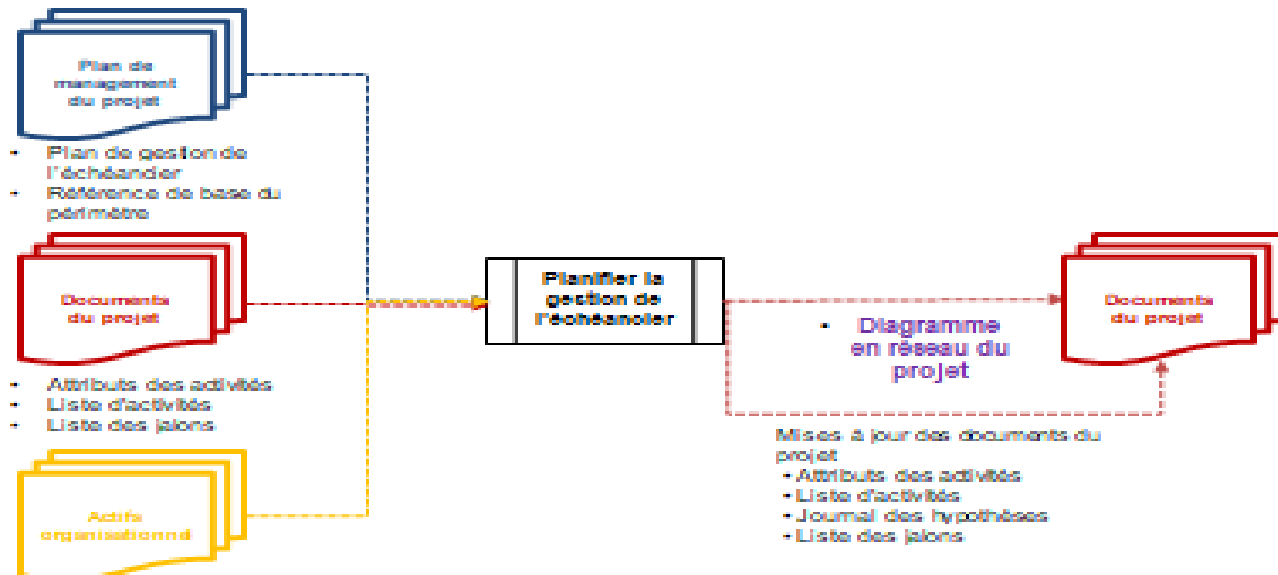 Plan de
management
du projet
• Plan de gestion de
l'échéancier
• Référence de base du
périmètre
Documents
du projet
• Attributs des activités
• Liste d'activités
• Liste des jalons
Actifs
organisationnel
Planifier la
gestion de
l'échéancier
• Diagramme
en réseau du
projet
Documents
du projet
Mises à jour des documents du
projet
• Attributs des activités
• Liste d'activités
• Journal des hypothèses
• Liste des jalons